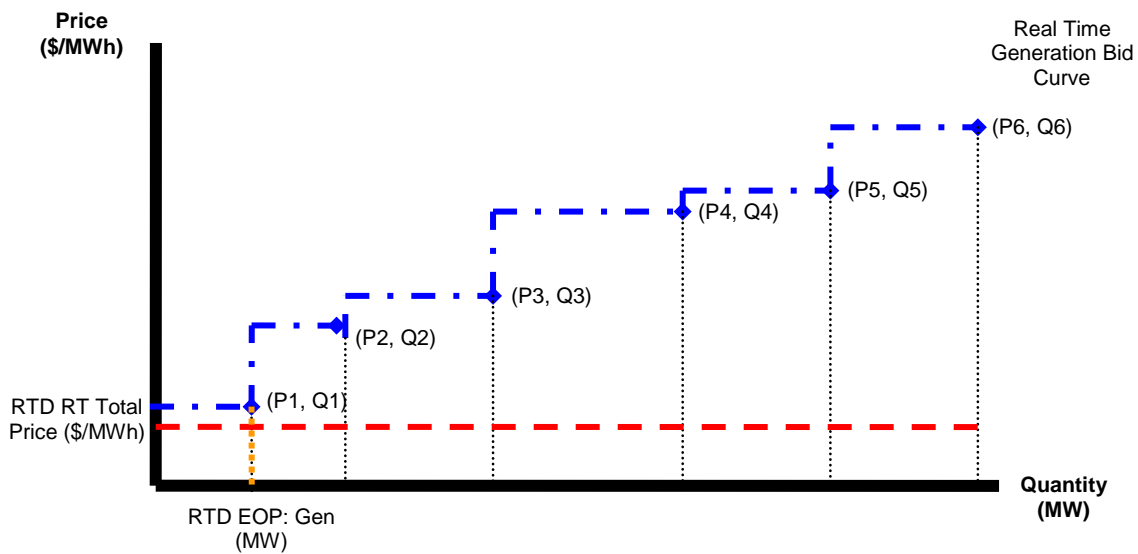 Price
($/MWh)
Real Time
Generation Bid
Curve
(P6, Q6)
(P5, Q5)
(P4, Q4)
(P3, Q3)
(P2, Q2)
(P1, Q1)
RTD RT Total
Price ($/MWh)
Quantity
(MW)
RTD EOP: Gen
(MW)